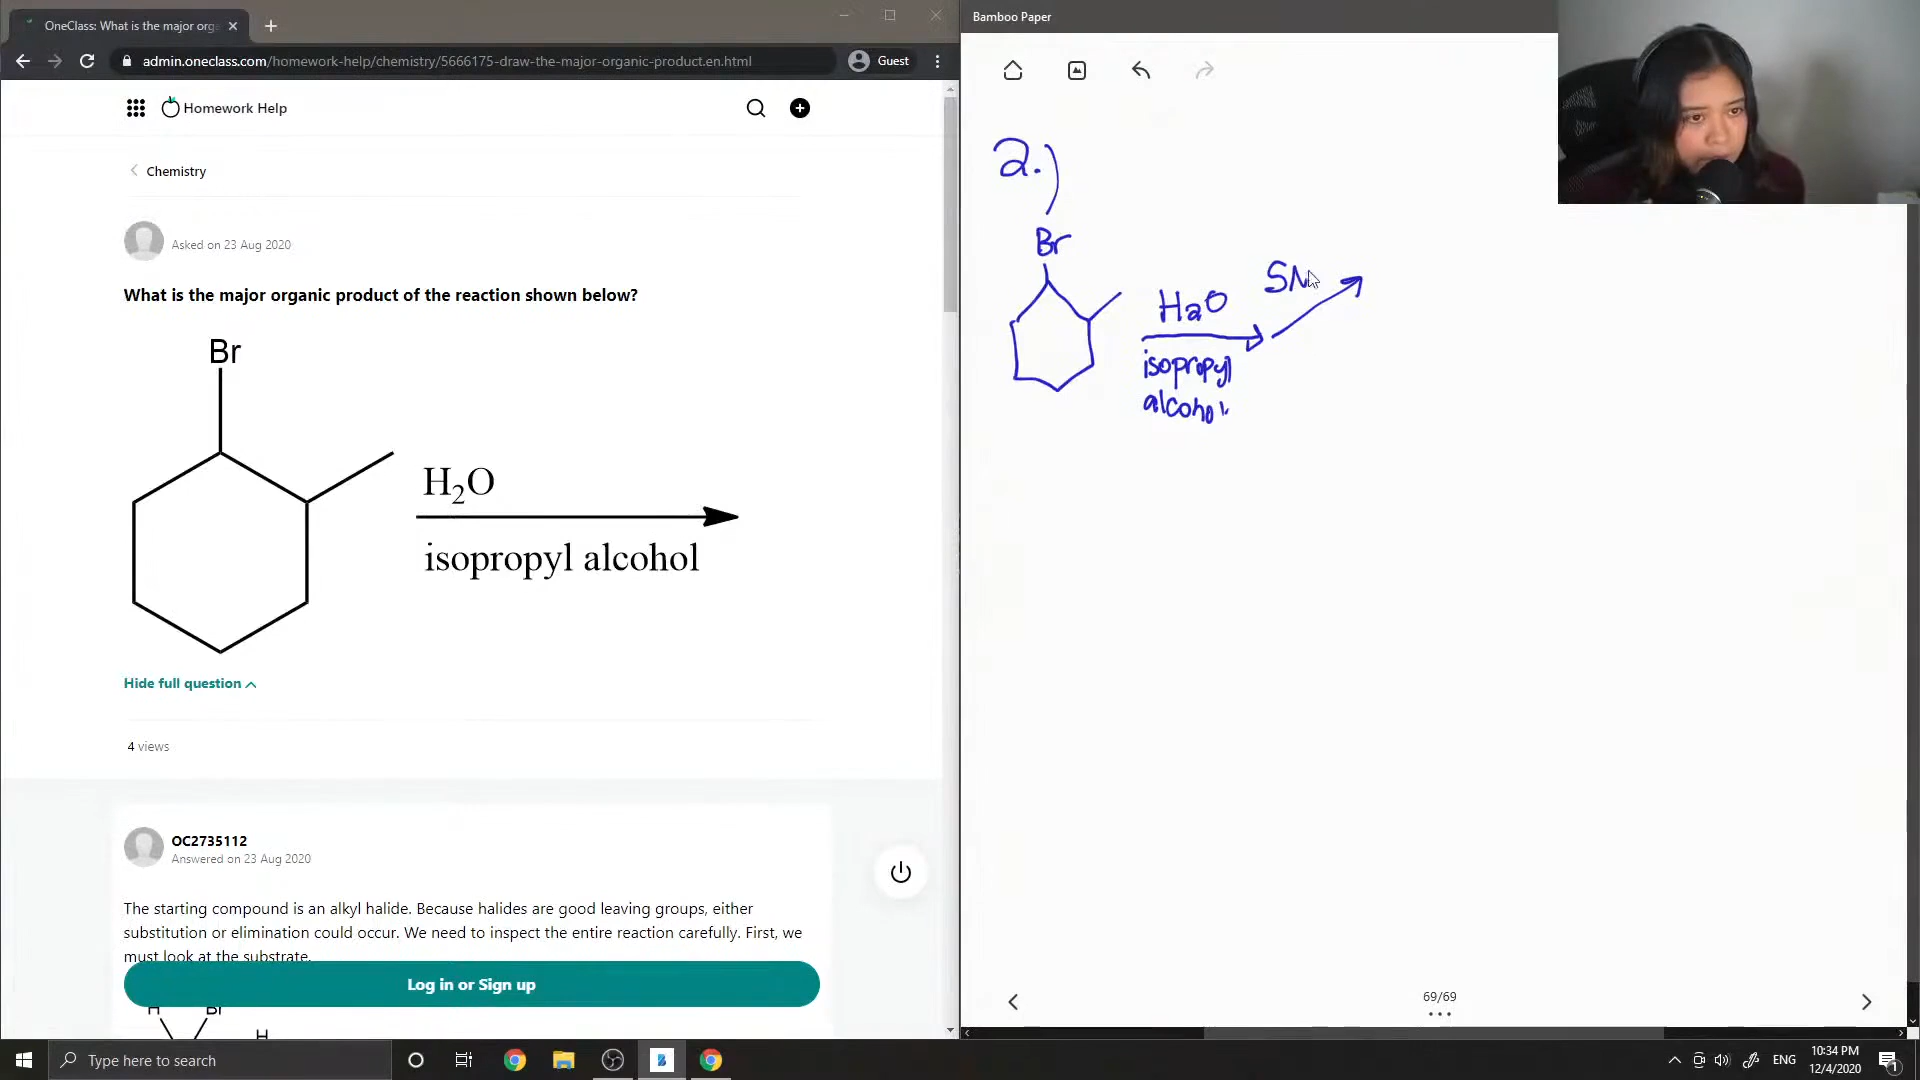 OneClass: What is the major org
admin.oneclass.com/homework-help/chemistry/5666175-draw-the-major-organic-product.en.html
Guest
Homework Help
Chemistry
Asked on 23 Aug 2020
What is the major organic product of the reaction shown below?
Br
H₂O
isopropyl alcohol
Hide full question
4 views
OC2735112
Answered on 23 Aug 2020
The starting compound is an alkyl halide. Because halides are good leaving groups, either
substitution or elimination could occur. We need to inspect the entire reaction carefully. First, we
must look at the substrate.
Log in or Sign up
H Br
H
Bamboo Paper
2.)
Br
H2O
SN
isopropyl
alcohol
69/69
Type here to search
ENG
10:34 PM
12/4/2020
1